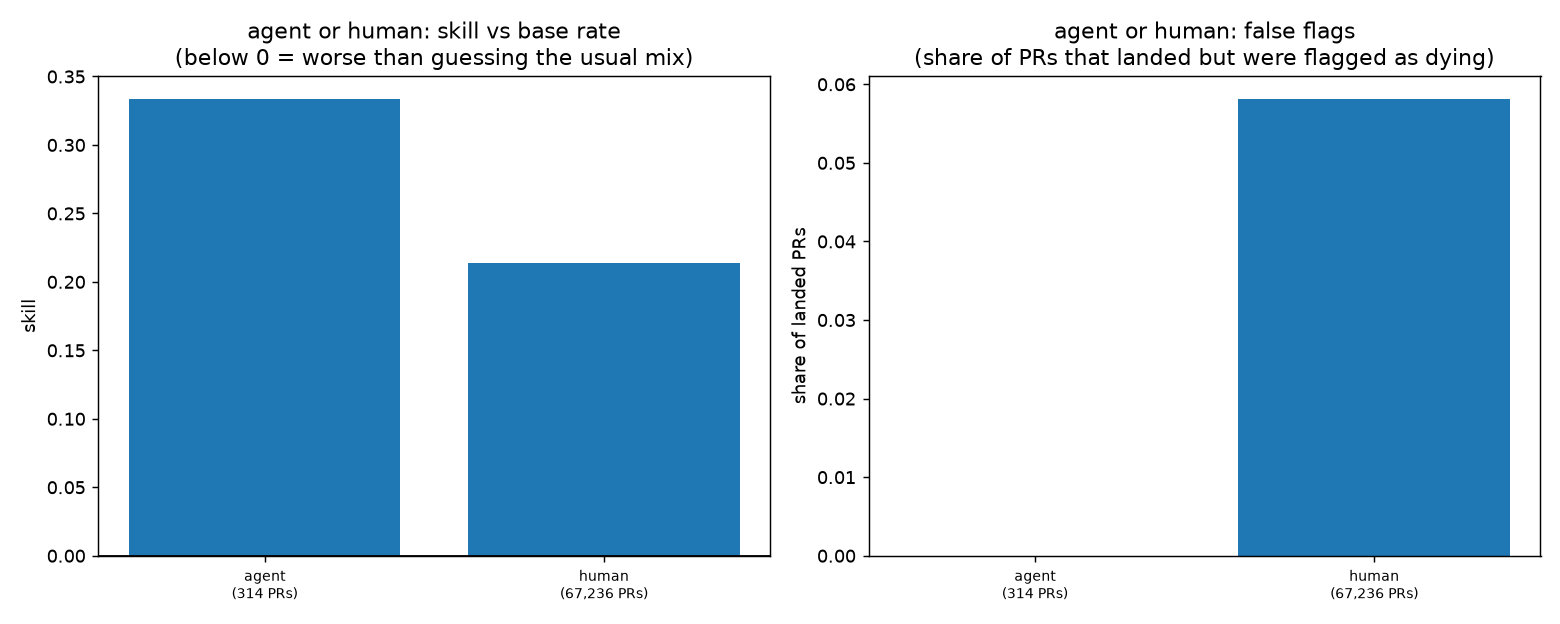 agent or human: skill vs base rate
(below 0 = worse than guessing the usual mix)
0.35
0.30
0.25
0.20
0.15
0.10
0.05
0.00
skill
agent
(314 PRs)
human
(67,236 PRs)
agent or human: false flags
(share of PRs that landed but were flagged as dying)
0.06
0.05
0.04
0.03
0.02
0.01
0.00
share of landed PRs
agent
(314 PRs)
human
(67,236 PRs)